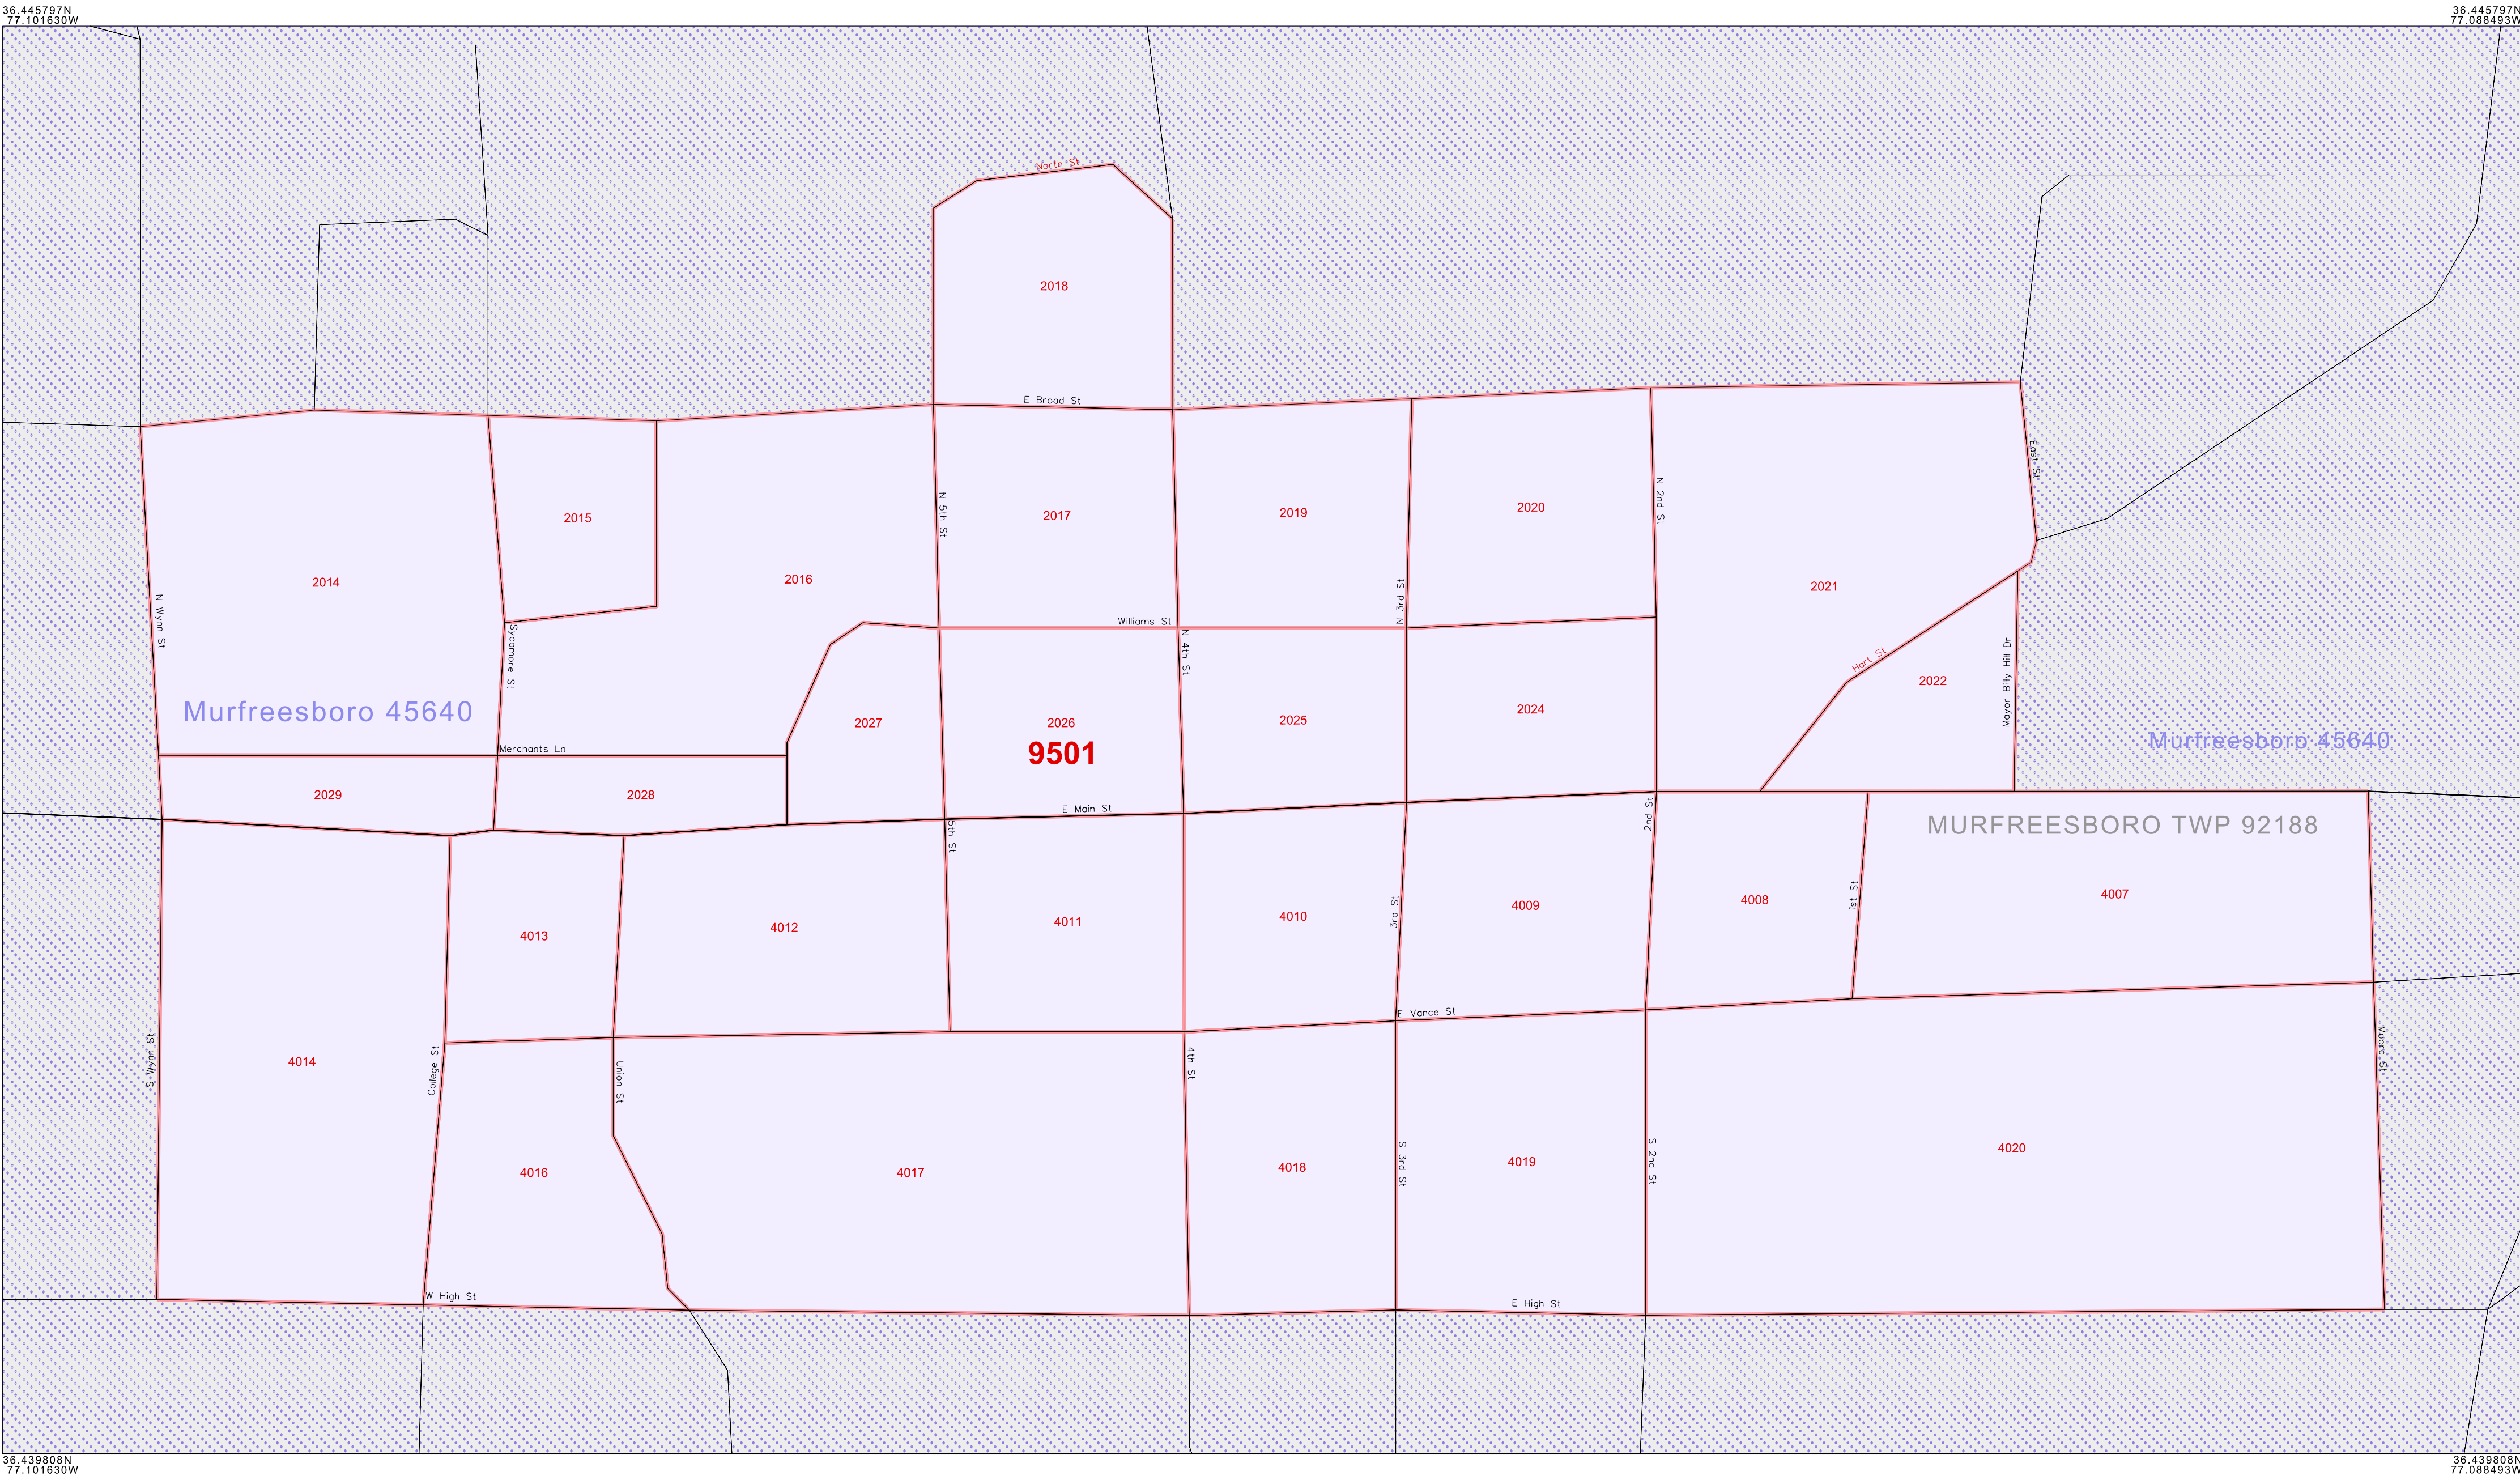 36.445797N
77.101630W
36.445797N
77.088493W
North St
2018
E Broad St
East St
N 5th St
N 2nd St
2015
2017
2019
2020
2014
2016
2021
N Wynn St
Sycamore St
Williams St
N 4th St
N 3rd St
Hart St
2022
Mayor Billy Hill Dr
Murfreesboro 45640
2027
2026
9501
2025
2024
Murfreesboro 45640
Merchants Ln
2029
2028
E Main St
5th St
2nd St
MURFREESBORO TWP 92188
4013
4012
4011
4010
3rd St
4009
4008
1st St
4007
E Vance St
S Wynn St
4014
College St
Union St
4th St
Moore St
4016
4017
4018
S 3rd St
4019
S 2nd St
4020
W High St
E High St
36.439808N
77.101630W
36.439808N
77.088493W